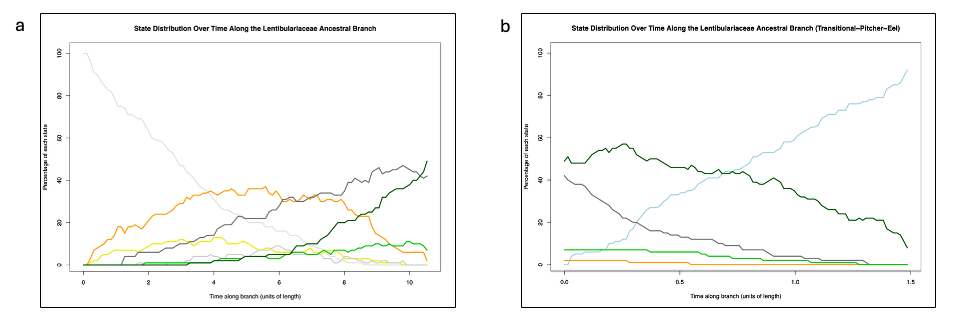 a
State Distribution Over Time Along the Lentibulariaceae Ancestral Branch
Percentage of each state
100
80
60
40
20
0
0 2 4 6 8 10
Time along branch (units of length)
b
State Distribution Over Time Along the Lentibulariaceae Ancestral Branch (Transitional−Pitcher−Eel)
Percentage of each state
100
80
60
40
20
0
0.0 0.5 1.0 1.5
Time along branch (units of length)